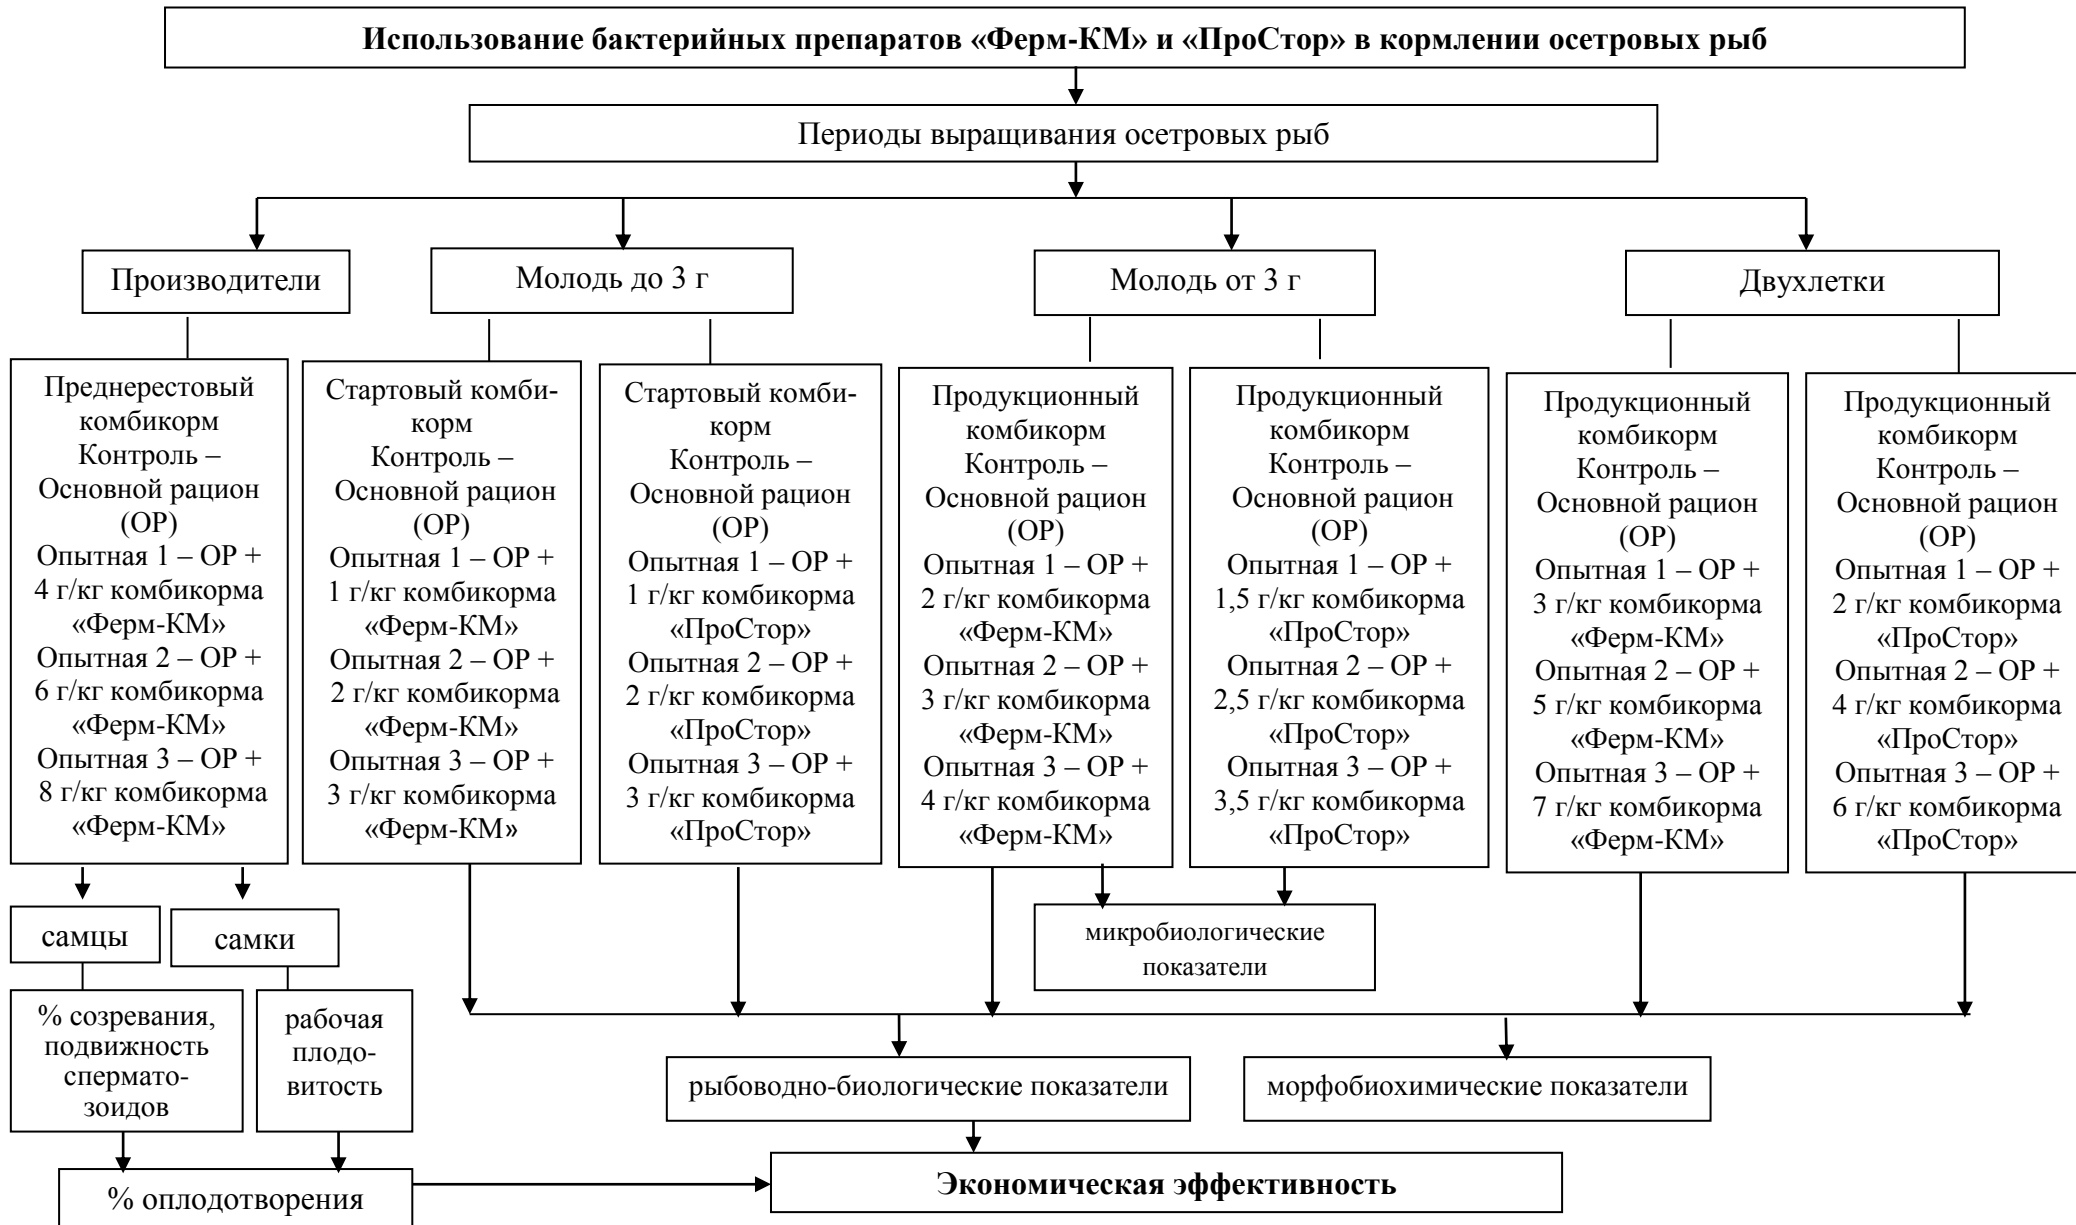 Использование бактерийных препаратов «Ферм-КМ» и «ПроСтор» в кормлении осетровых рыб
Периоды выращивания осетровых рыб
Производители
Молодь до 3 г
Молодь от 3 г
Двухлетки
Преднерестовый
комбикорм
Контроль –
Основной рацион
(ОР)
Опытная 1 – ОР +
4 г/кг комбикорма
«Ферм-КМ»
Опытная 2 – ОР +
6 г/кг комбикорма
«Ферм-КМ»
Опытная 3 – ОР +
8 г/кг комбикорма
«Ферм-КМ»
Стартовый комби-
корм
Контроль –
Основной рацион
(ОР)
Опытная 1 – ОР +
1 г/кг комбикорма
«Ферм-КМ»
Опытная 2 – ОР +
2 г/кг комбикорма
«Ферм-КМ»
Опытная 3 – ОР +
3 г/кг комбикорма
«Ферм-КМ»
Стартовый комби-
корм
Контроль –
Основной рацион
(ОР)
Опытная 1 – ОР +
1 г/кг комбикорма
«ПроСтор»
Опытная 2 – ОР +
2 г/кг комбикорма
«ПроСтор»
Опытная 3 – ОР +
3 г/кг комбикорма
«ПроСтор»
Продукционный
комбикорм
Контроль –
Основной рацион
(ОР)
Опытная 1 – ОР +
2 г/кг комбикорма
«Ферм-КМ»
Опытная 2 – ОР +
3 г/кг комбикорма
«Ферм-КМ»
Опытная 3 – ОР +
4 г/кг комбикорма
«Ферм-КМ»
Продукционный
комбикорм
Контроль –
Основной рацион
(ОР)
Опытная 1 – ОР +
1,5 г/кг комбикорма
«ПроСтор»
Опытная 2 – ОР +
2,5 г/кг комбикорма
«ПроСтор»
Опытная 3 – ОР +
3,5 г/кг комбикорма
«ПроСтор»
Продукционный
комбикорм
Контроль –
Основной рацион
(ОР)
Опытная 1 – ОР +
3 г/кг комбикорма
«Ферм-КМ»
Опытная 2 – ОР +
5 г/кг комбикорма
«Ферм-КМ»
Опытная 3 – ОР +
7 г/кг комбикорма
«Ферм-КМ»
Продукционный
комбикорм
Контроль –
Основной рацион
(ОР)
Опытная 1 – ОР +
2 г/кг комбикорма
«ПроСтор»
Опытная 2 – ОР +
4 г/кг комбикорма
«ПроСтор»
Опытная 3 – ОР +
6 г/кг комбикорма
«ПроСтор»
самцы
самки
микробиологические
показатели
% созревания,
подвижность
спермато-
зоидов
рабочая
плодо-
витость
рыбоводно-биологические показатели
морфобиохимические показатели
% оплодотворения
Экономическая эффективность